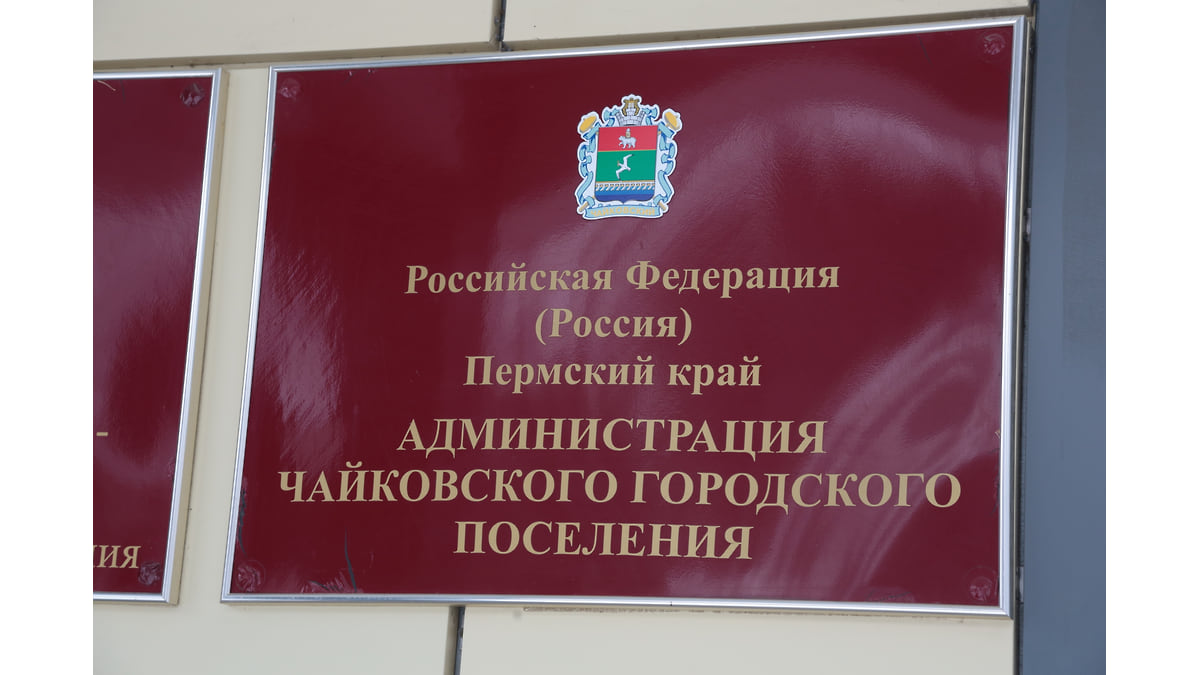 Российская Федерация
(Россия)
Пермский край
АДМИНИСТРАЦИЯ
ЧАЙКОВСКОГО ГОРОДСКОГО
ПОСЕЛЕНИЯ